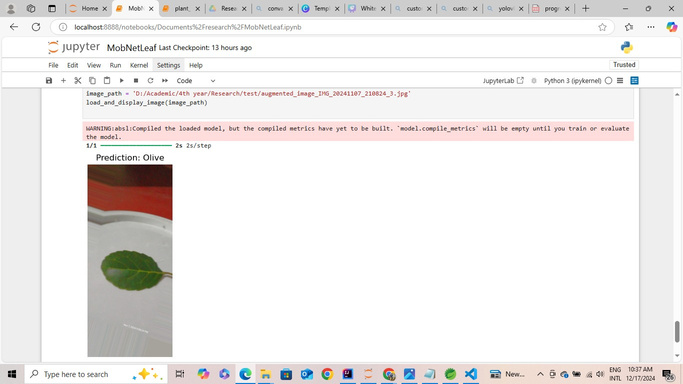 Home
MobN
plant_
Resea
conva
Temp
White
custo
custo
yolov
progr
localhost:8888/notebooks/Documents%2Fresearch%2FMobNetLeaf.ipynb
jupyter MobNetLeaf Last Checkpoint: 13 hours ago
File Edit View Run Kernel Settings Help
Trusted
Code
JupyterLab
Python 3 (ipykernel)
image_path = 'D:/Academic/4th year/Research/test/augmented_image_IMG_20241107_210824_3.jpg'
load_and_display_image(image_path)
WARNING:absl:Compiled the loaded model, but the compiled metrics have yet to be built. `model.compile_metrics` will be empty until you train or evaluate
the model.
1/1 2s 2s/step
Prediction: Olive
Type here to search
New...
ENG
INTL
10:37 AM
12/17/2024